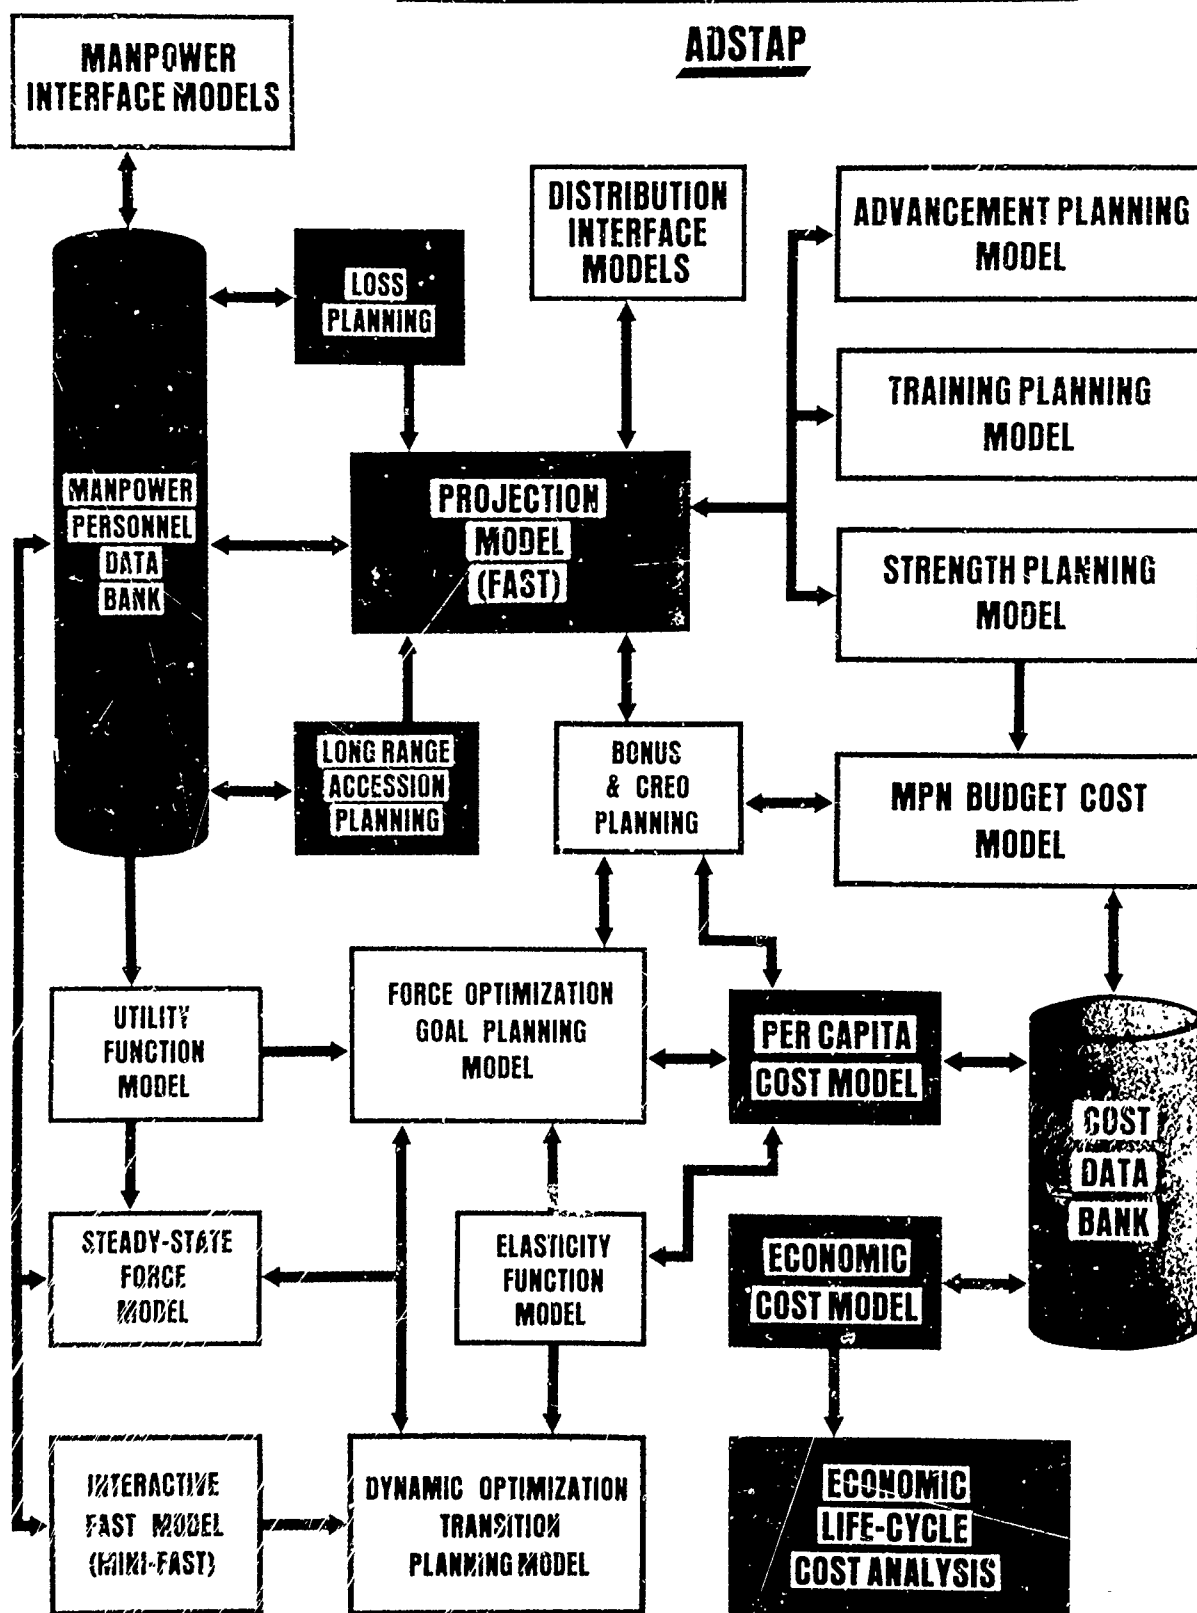 ADSTAP
MANPOWER
INTERFACE MODELS
DISTRIBUTION
INTERFACE
MODELS
ADVANCEMENT PLANNING
MODEL
LOSS
PLANNING
TRAINING PLANNING
MODEL
MANPOWER
PERSONNEL
DATA
BANK
PROJECTION
MODEL
(FAST)
STRENGTH PLANNING
MODEL
LONG RANGE
ACCESSION
PLANNING
BONUS
& CREO
PLANNING
MPN BUDGET COST
MODEL
UTILITY
FUNCTION
MODEL
FORCE OPTIMIZATION
GOAL PLANNING
MODEL
PER CAPITA
COST MODEL
COST
DATA
BANK
STEADY-STATE
FORCE
MODEL
ELASTICITY
FUNCTION
MODEL
ECONOMIC
COST MODEL
INTERACTIVE
FAST MODEL
(MINI-FAST)
DYNAMIC OPTIMIZATION
TRANSITION
PLANNING MODEL
ECONOMIC
LIFE-CYCLE
COST ANALYSIS